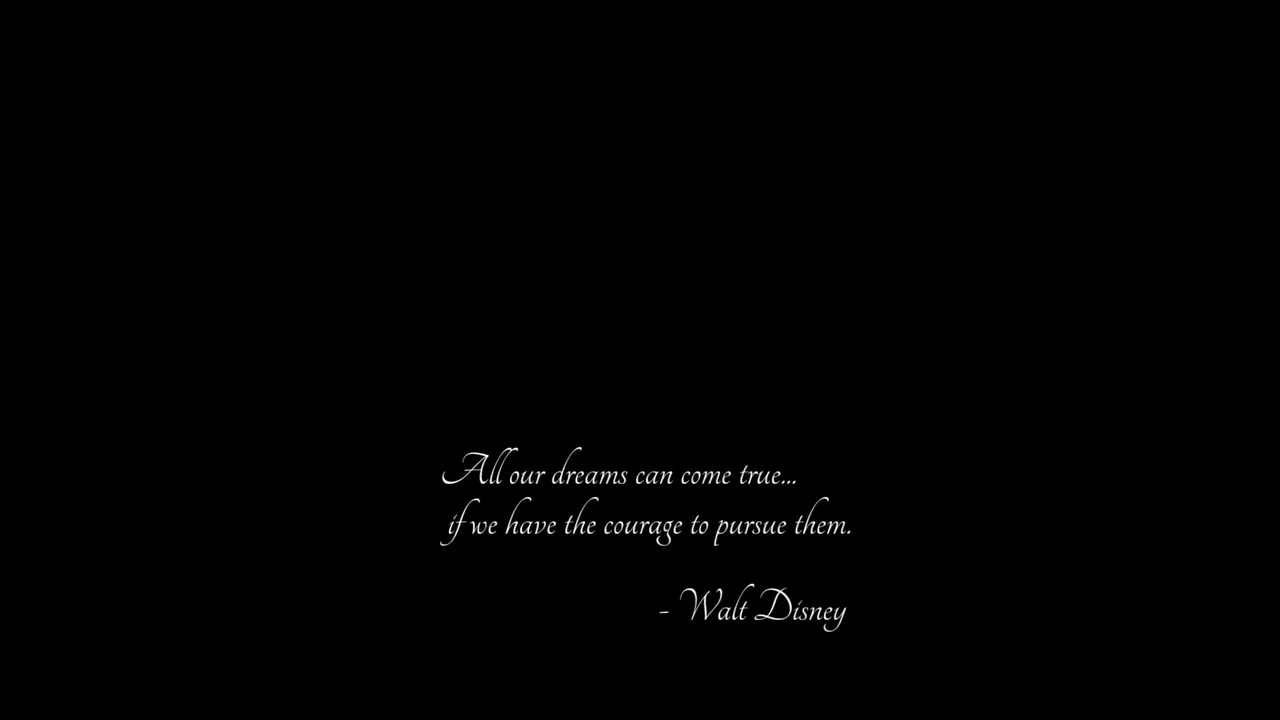 All our dreams can come true...
if we have the courage to pursue them.
- Walt Disney